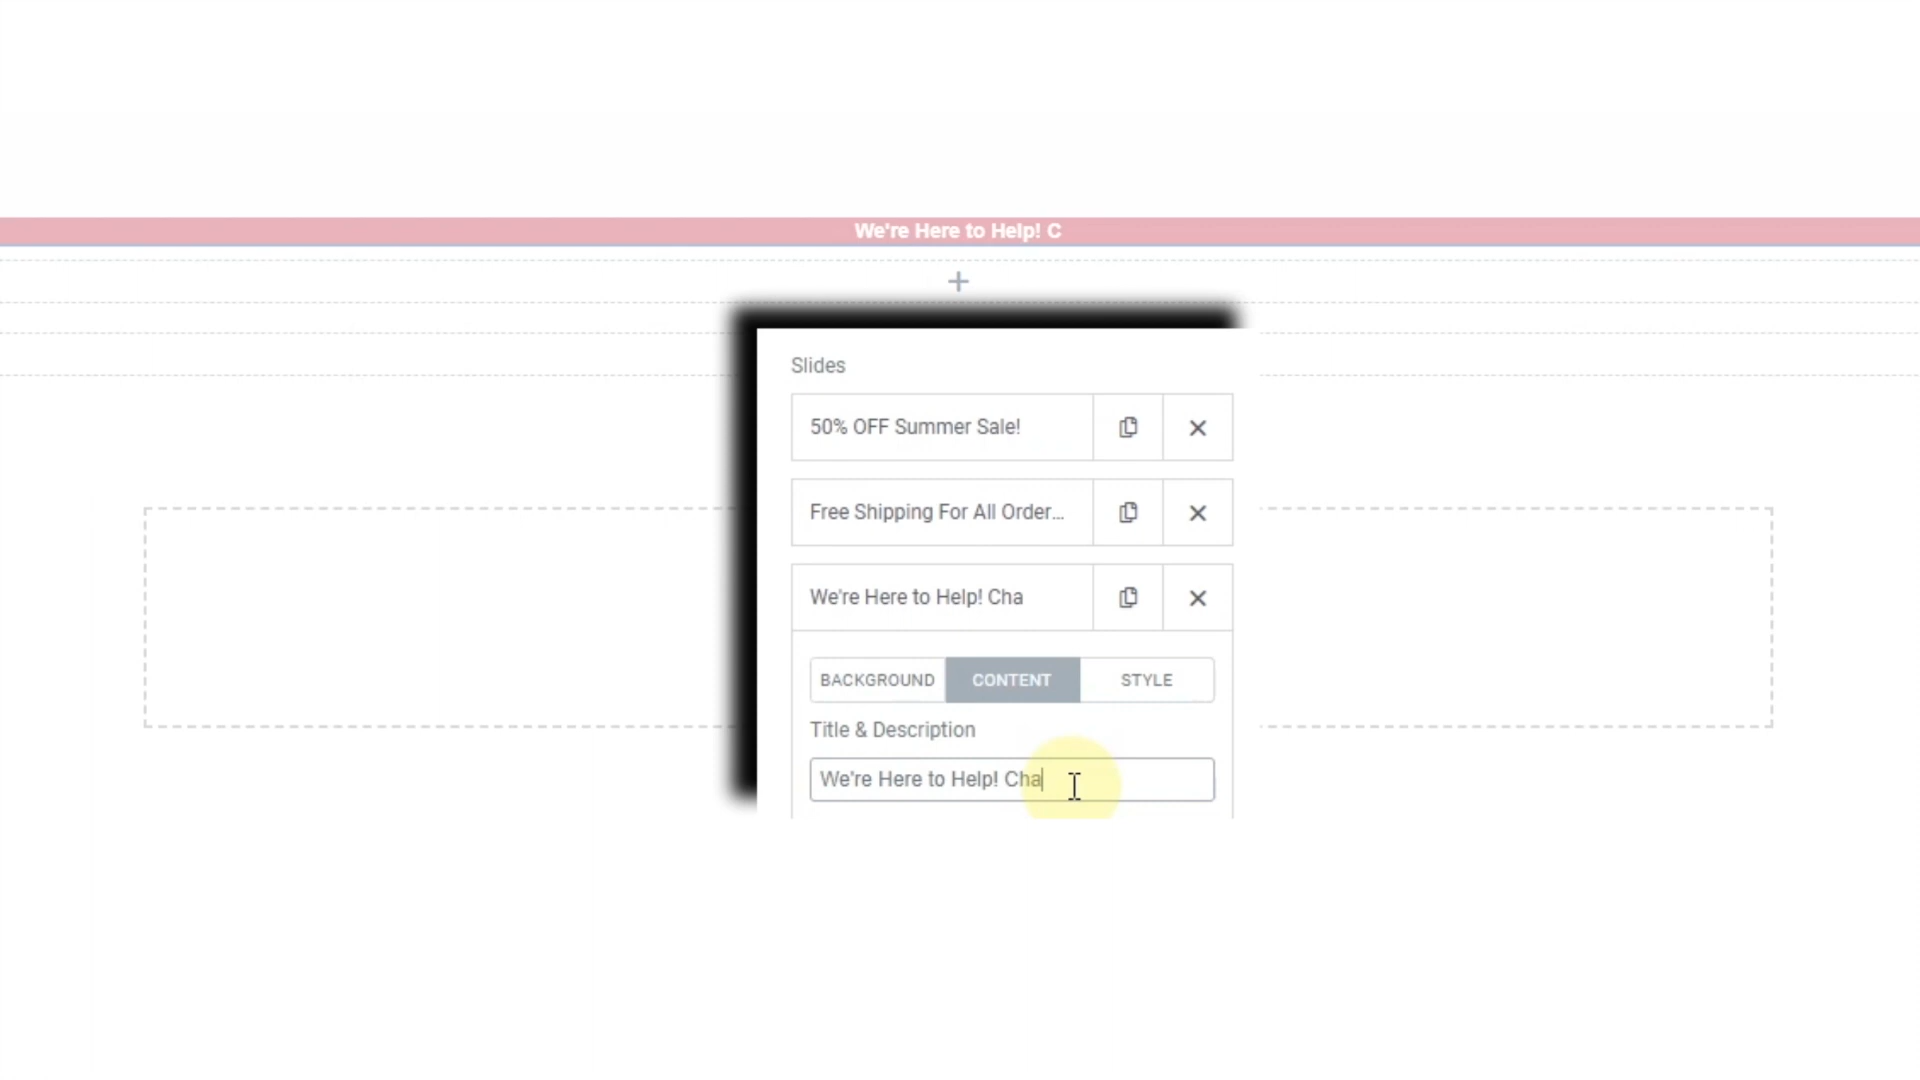 We're Here to Help! C
Slides
50% OFF Summer Sale!
Free Shipping For All Order...
We're Here to Help! Cha
BACKGROUND CONTENT STYLE
Title & Description
We're Here to Help! Cha